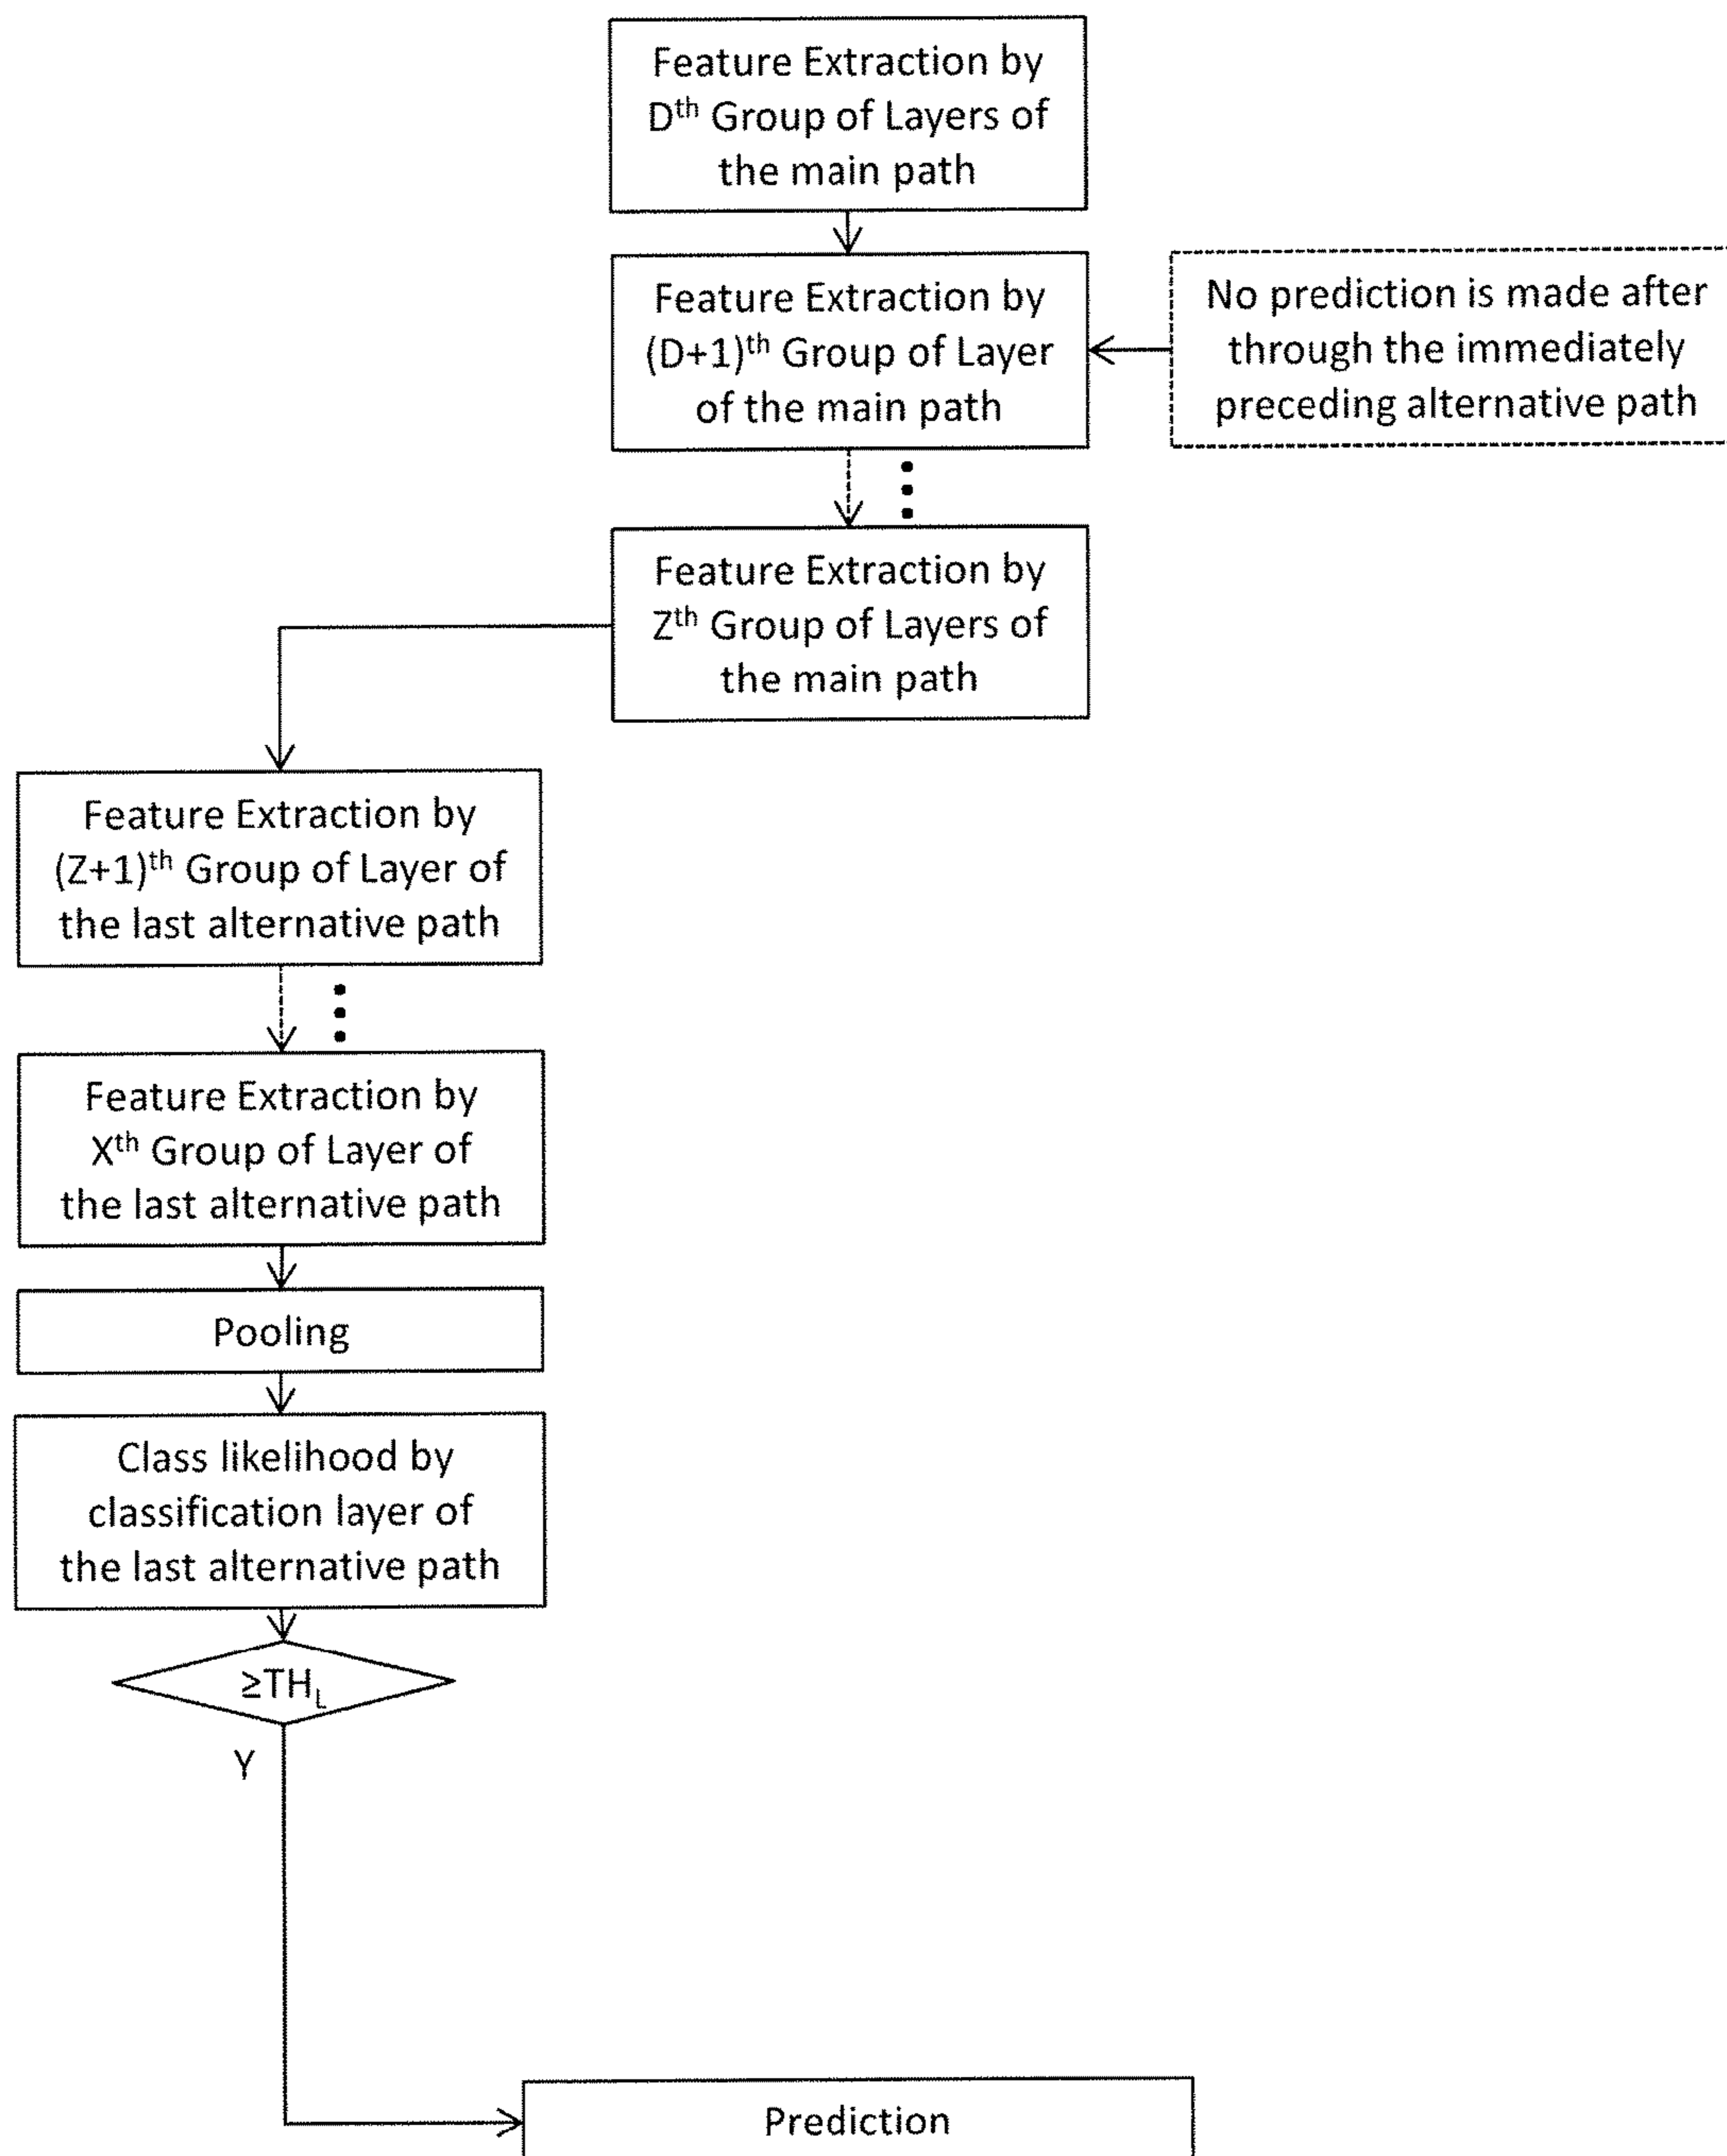 Feature Extraction by
Dth Group of Layers of
the main path
Feature Extraction by
(D+1)th Group of Layer
of the main path
No prediction is made after
through the immediately
preceding alternative path
Feature Extraction by
Zth Group of Layers of
the main path
Feature Extraction by
(Z+1)th Group of Layer of
the last alternative path
Feature Extraction by
Xth Group of Layer of
the last alternative path
Pooling
Class likelihood by
classification layer of
the last alternative path
≥THL
Y
Prediction